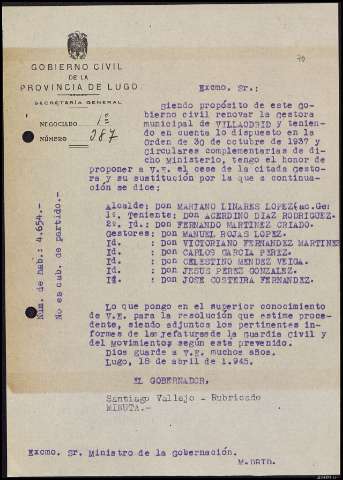 GOBIERNO CIVIL
DE LA
PROVINCIA DE LUGO
SECRETARÍA GENERAL
NEGOCIADO 1º
NÚMERO 287
Núm. de hab.: 4.654.-
No es cab. de partido.-
70
Excmo. Sr.:
Siendo propósito de este go-
bierno civil renovar la gestora
municipal de VILLAODRID y tenien-
do en cuenta lo dispuesto en la
Orden de 30 de octubre de 1937 y
circulares complementarias de di-
cho Ministerio, tengo el honor de
proponer a V.E. el cese de la citada gesto-
ra y su sustitución por la que a continua-
ción se dice:
Alcalde: Don MARIANO LINARES LOPEZ(ac.Ge:
1º. Teniente: Don ACERDINO DIAZ RODRIGUEZ.
2º. Id.: Don FERNANDO MARTINEZ CRIADO.
Gestores: Don MANUEL ROJAS LOPEZ.
Id. : Don VICTORIANO FERNANDEZ MARTINEZ
Id. : Don CARLOS GARCIA PEREZ.
Id. : Don CELESTINO MENDEZ VEIGA.
Id. : Don JESUS PEREZ GONZALEZ.
Id. : Don JOSE COSTEIRA FERNANDEZ.
Lo que pongo en el superior conocimiento
de V.E. para la resolución que estime proce-
dente, siendo adjuntos los pertinentes in-
formes de las jefaturas de la guardia Civil y
del Movimiento, según esta prevenido.
Dios guarde a V.E. muchos años.
Lugo, 18 de abril de 1.945.
EL GOBERNADOR,
Santiago Vallejo - Rubricado
MINUTA.-
Excmo. Sr. Ministro de la Gobernación.
MADRID.